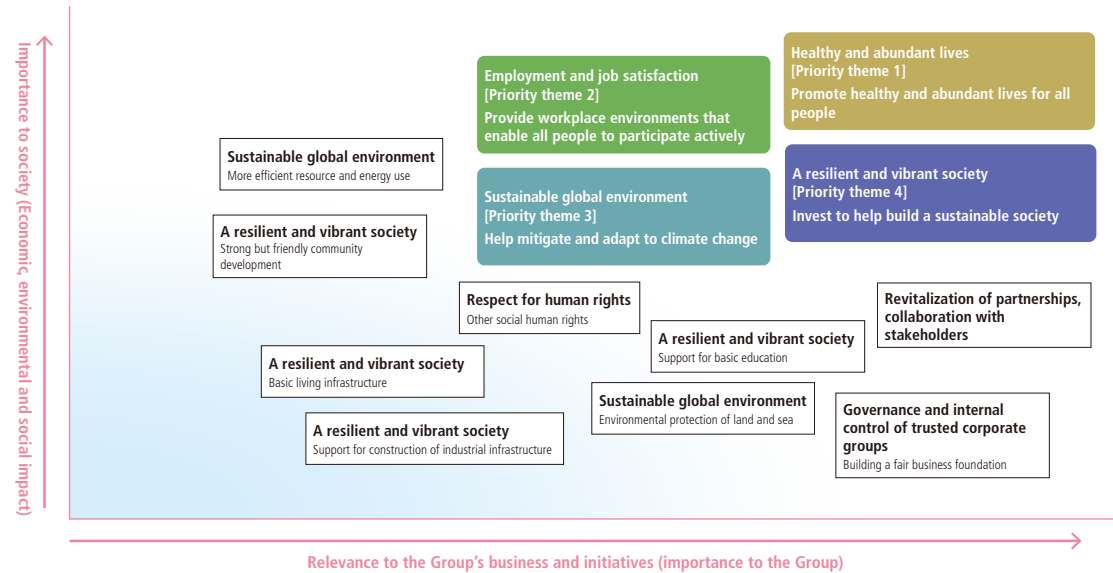 Importance to society (Economic, environmental and social impact)
Healthy and abundant lives
[Priority theme 1]
Promote healthy and abundant lives for all
people
Employment and job satisfaction
[Priority theme 2]
Provide workplace environments that
enable all people to participate actively
Sustainable global environment
More efficient resource and energy use
A resilient and vibrant society
[Priority theme 4]
Invest to help build a sustainable society
Sustainable global environment
[Priority theme 3]
Help mitigate and adapt to climate change
A resilient and vibrant society
Strong but friendly community
development
Respect for human rights
Other social human rights
Revitalization of partnerships,
collaboration with
stakeholders
A resilient and vibrant society
Support for basic education
A resilient and vibrant society
Basic living infrastructure
Sustainable global environment
Environmental protection of land and sea
Governance and internal
control of trusted corporate
groups
Building a fair business foundation
A resilient and vibrant society
Support for construction of industrial infrastructure
Relevance to the Group's business and initiatives (importance to the Group)